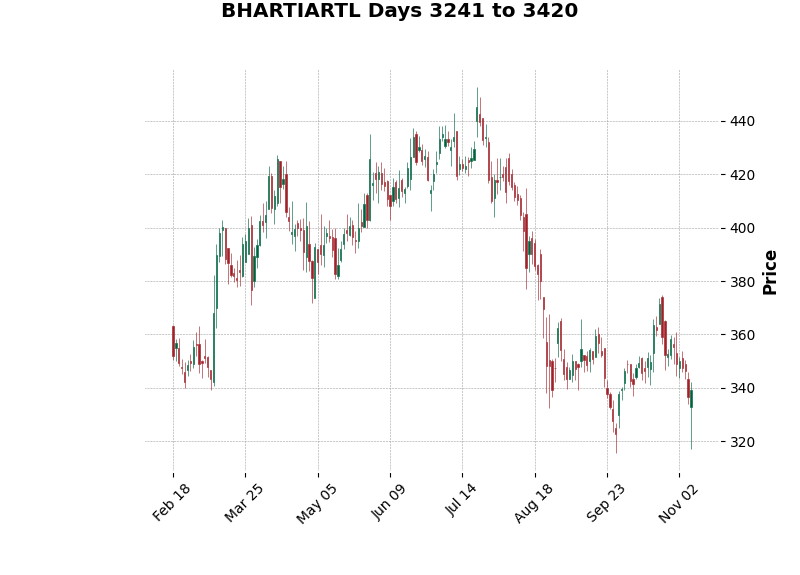 BHARTIARTL Days 3241 to 3420
440
420
400
380
360
340
320
Price
Feb 18
Mar 25
May 05
Jun 09
Jul 14
Aug 18
Sep 23
Nov 02